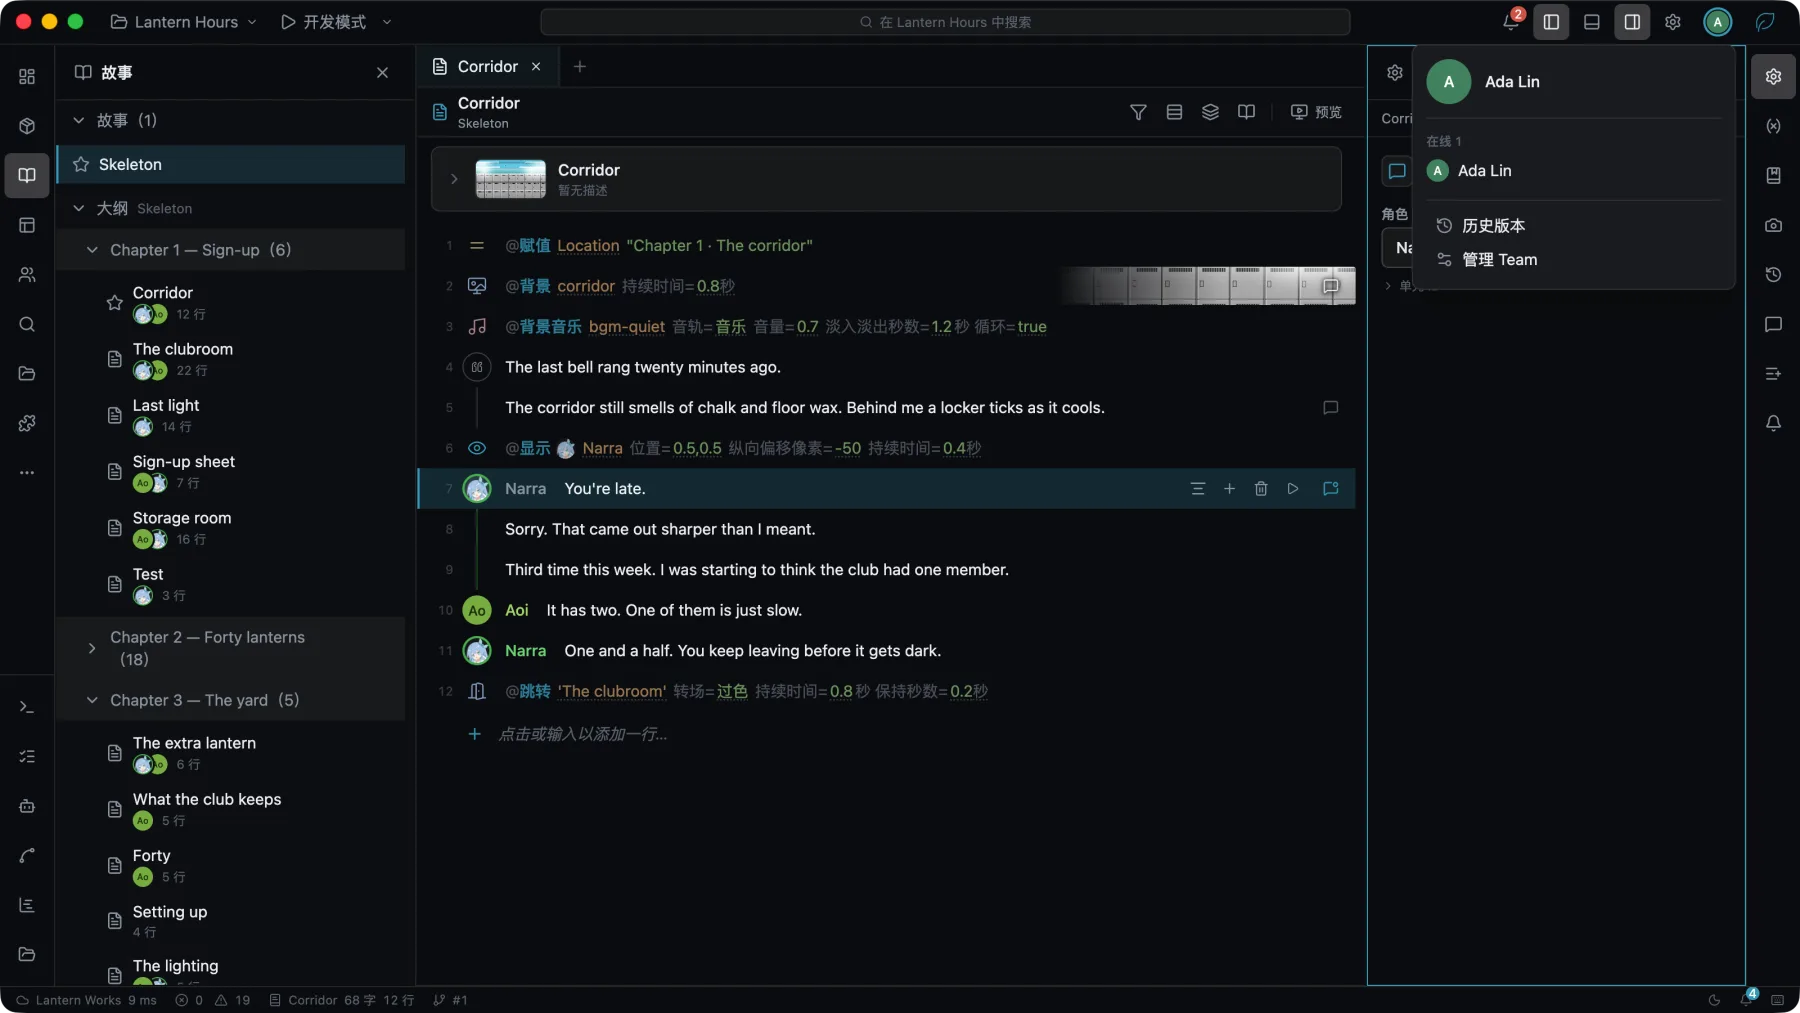 Lantern Hours
开发模式
在 Lantern Hours 中搜索
2
A
故事
故事 (1)
Skeleton
大纲 Skeleton
Chapter 1 — Sign-up (6)
Corridor
Ao 12 行
The clubroom
Ao 22 行
Last light
14 行
Sign-up sheet
Ao 7 行
Storage room
Ao 16 行
Test
3 行
Chapter 2 — Forty lanterns
(18)
Chapter 3 — The yard (5)
The extra lantern
Ao 6 行
What the club keeps
Ao 5 行
Forty
Ao 5 行
Setting up
4 行
The lighting
Corridor
Corridor
Skeleton
预览
Corridor
暂无描述
1 @赋值 Location "Chapter 1 · The corridor"
2 @背景 corridor 持续时间=0.8秒
3 @背景音乐 bgm-quiet 音轨=音乐 音量=0.7 淡入淡出秒数=1.2秒 循环=true
4 The last bell rang twenty minutes ago.
5 The corridor still smells of chalk and floor wax. Behind me a locker ticks as it cools.
6 @显示 Narra 位置=0.5,0.5 纵向偏移像素=-50 持续时间=0.4秒
7 Narra You're late.
8 Sorry. That came out sharper than I meant.
9 Third time this week. I was starting to think the club had one member.
10 Ao Aoi It has two. One of them is just slow.
11 Narra One and a half. You keep leaving before it gets dark.
12 @跳转 'The clubroom' 转场=过色 持续时间=0.8秒 保持秒数=0.2秒
点击或输入以添加一行...
Corri
角色
Na
A Ada Lin
在线 1
A Ada Lin
历史版本
管理 Team
Lantern Works 9 ms
0
19
Corridor 68 字 12 行
#1
4